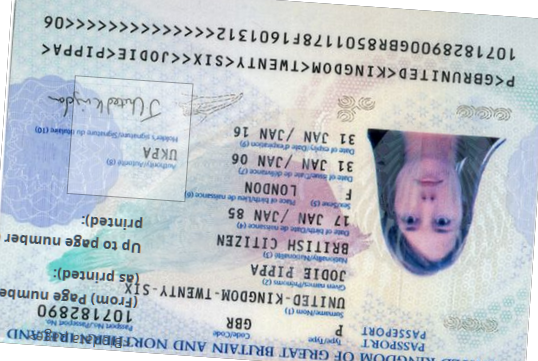 ED KINGDOM OF GREAT BRITAIN AND NORTHERN IRELAND
PASSPORT
PASSEPORT
Type/Type
Code/Code
Passport No./Passeport No.
P
GBR
107182890
Surname/Nom (1)
UNITED-KINGDOM-TWENTY-SIX
(From) Page number
Given names/Prénoms (2)
JODIE PIPPA
(as printed):
Nationality/Nationalité (3)
BRITISH CITIZEN
Up to page number
Date of birth/Date de naissance (4)
17 JAN / JAN 85
printed):
Sex/Sexe (5)
Place of birth/Lieu de naissance (6)
F
LONDON
Date of issue/Date de délivrance (7)
Authority/Autorité (8)
31 JAN / JAN 06
UKPA
Date of expiry/Date d'expiration (9)
Holder's signature/Signature du titulaire (10)
31 JAN / JAN 16
P<GBRUNITED<KINGDOM<TWENTY<SIX<<JODIE<PIPPA<
1071828900GBR8501178F1601312<<<<<<<<<<<<<<06